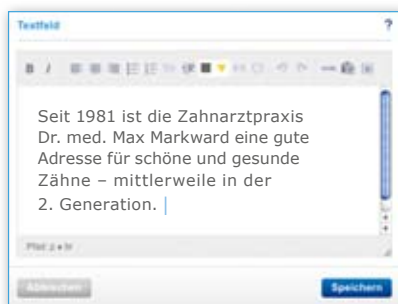 Textfeld ?
B I
Seit 1981 ist die Zahnarztpraxis
Dr. med. Max Markward eine gute
Adresse für schöne und gesunde
Zähne – mittlerweile in der
2. Generation.
Abbrechen Speichern